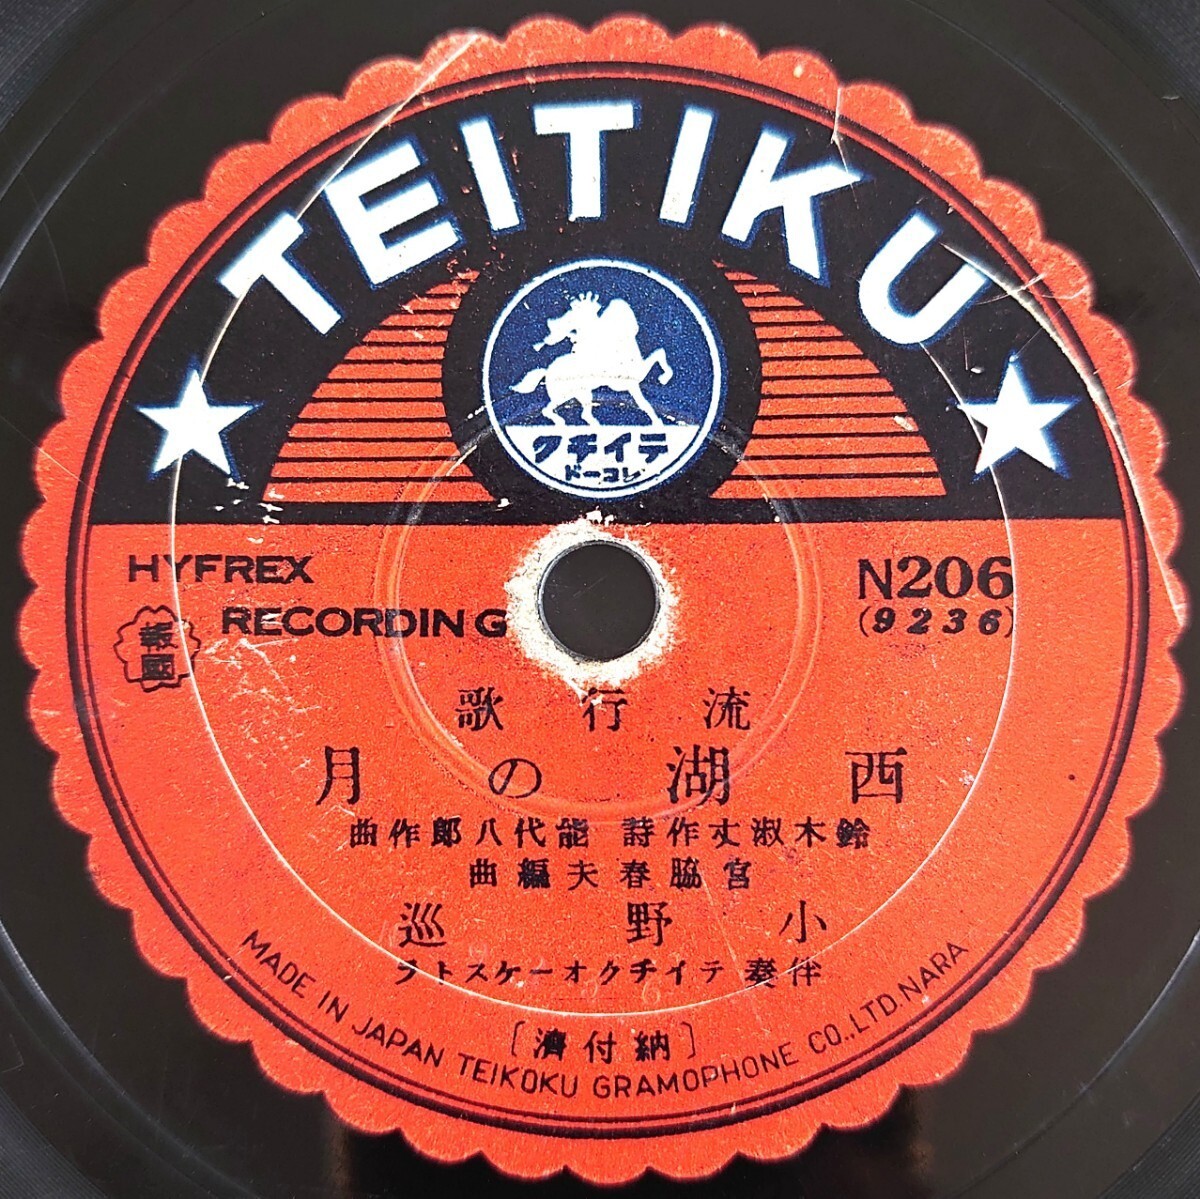 TEITIKU
テイチク
レコード
HYFREX
RECORDING
報國
N206
(9236)
流行歌
西湖の月
鈴木淑丈作詩 能代八郎作曲
宮脇春夫編曲
小野巡
伴奏テイチクオーケストラ
[納付濟]
MADE IN JAPAN TEIKOKU GRAMOPHONE CO.,LTD.NARA